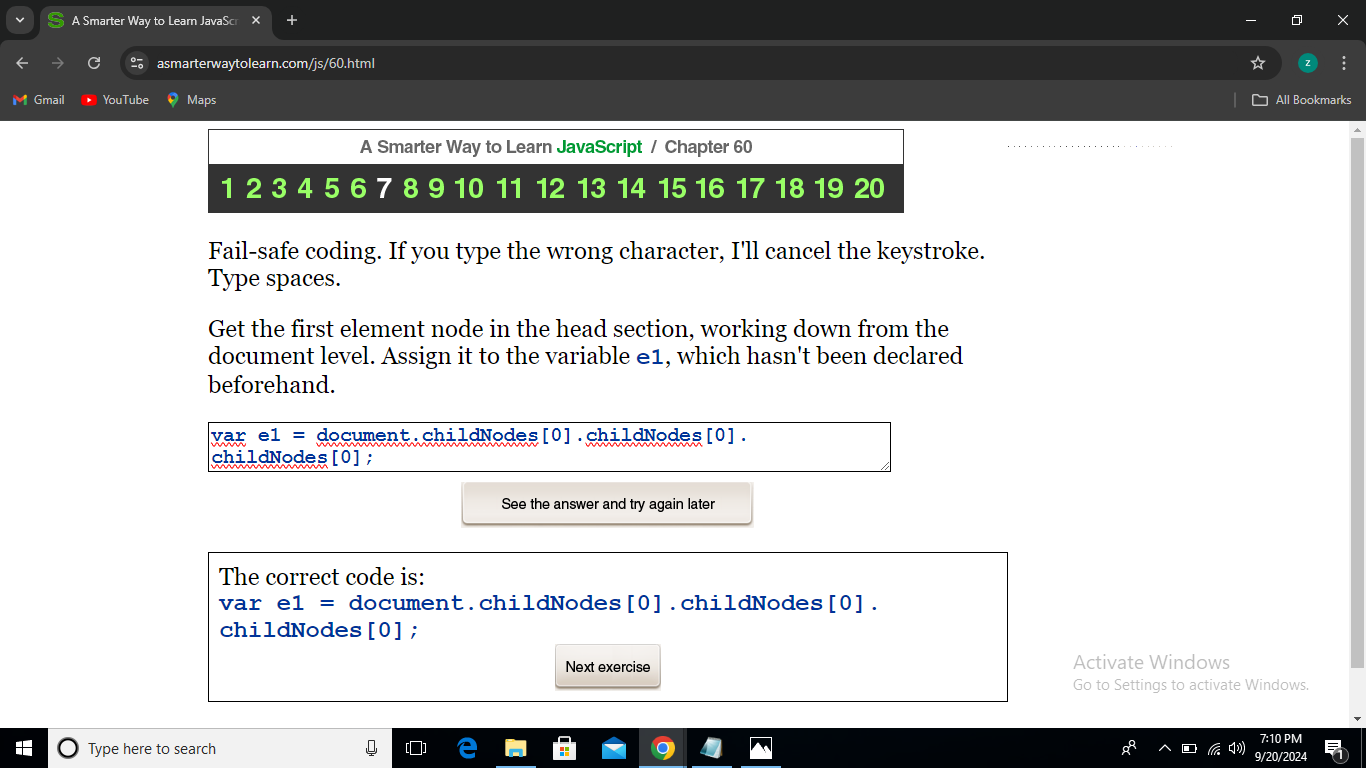 A Smarter Way to Learn JavaSc
asmarterwaytolearn.com/js/60.html
Z
Gmail YouTube Maps All Bookmarks
A Smarter Way to Learn JavaScript / Chapter 60
1 2 3 4 5 6 7 8 9 10 11 12 13 14 15 16 17 18 19 20
Fail-safe coding. If you type the wrong character, I'll cancel the keystroke.
Type spaces.
Get the first element node in the head section, working down from the
document level. Assign it to the variable e1, which hasn't been declared
beforehand.
var e1 = document.childNodes[0].childNodes[0].
childNodes[0];
See the answer and try again later
The correct code is:
var e1 = document.childNodes[0].childNodes[0].
childNodes[0];
Next exercise
Activate Windows
Go to Settings to activate Windows.
Type here to search
7:10 PM
9/20/2024
1